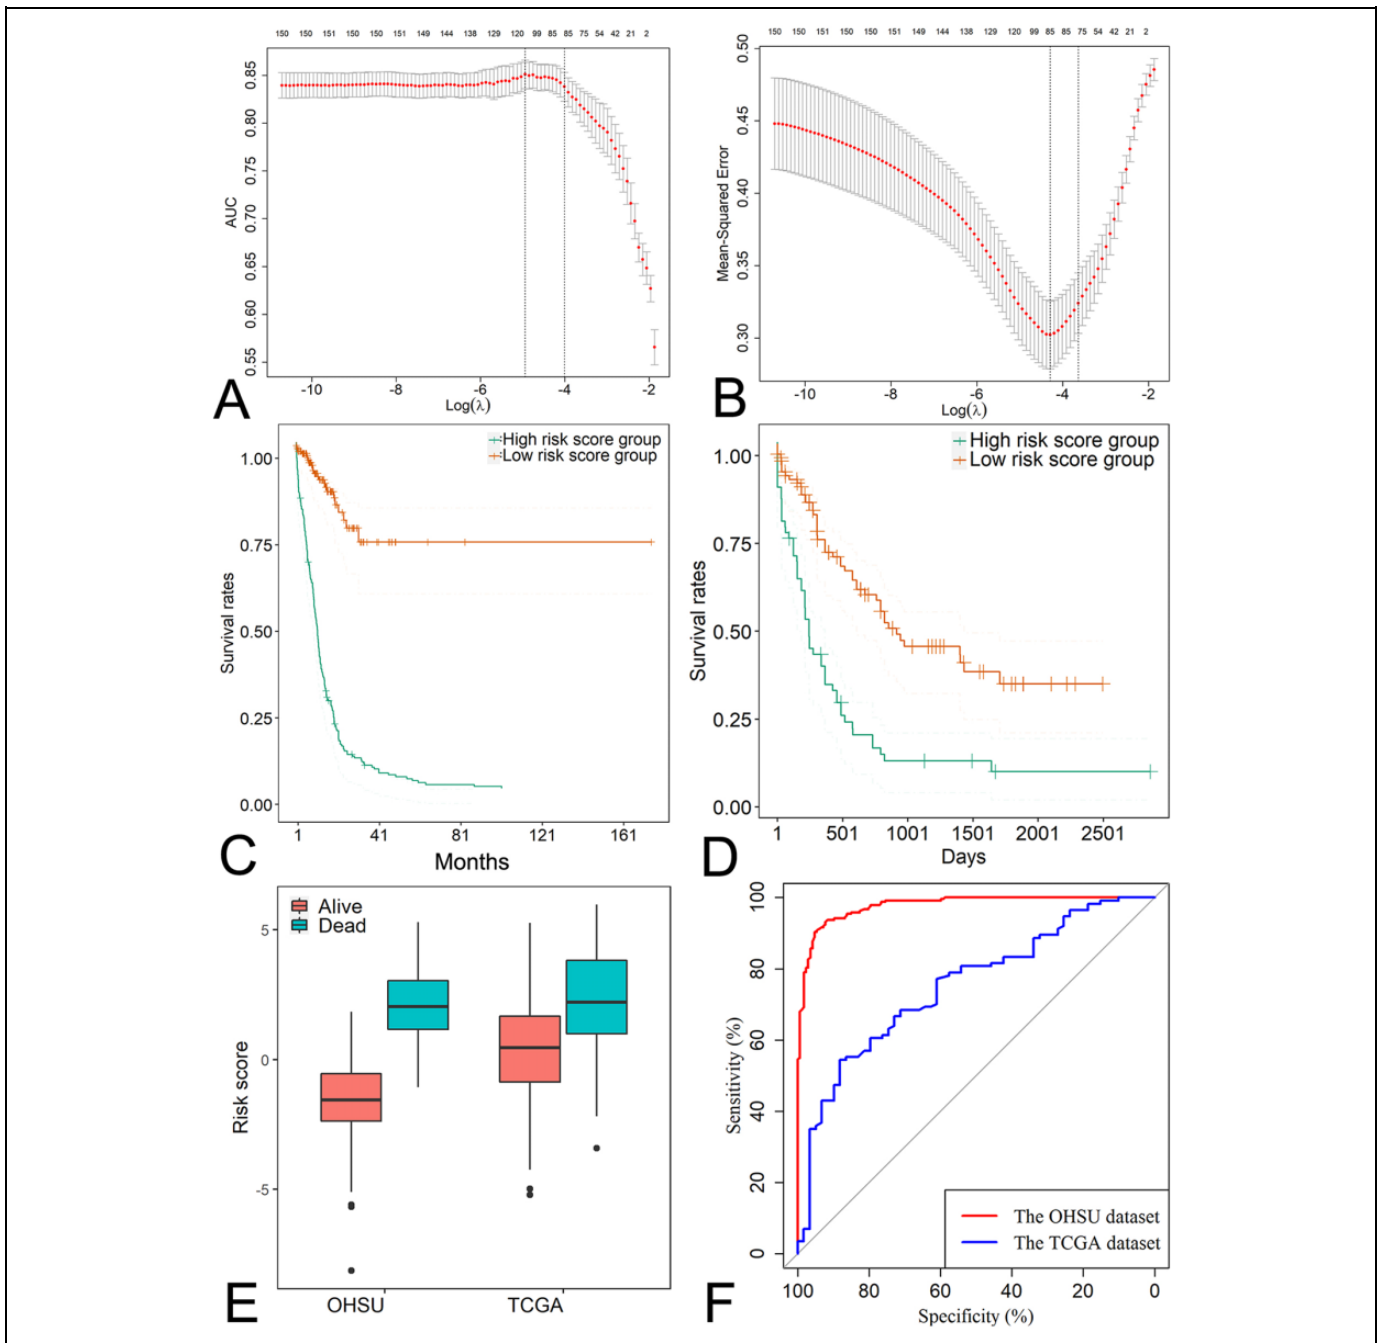 150 150 151 150 150 151 149 144 138 129 120 99 85 85 75 54 42 21 2
0.85
0.80
0.75
0.70
0.65
0.60
0.55
AUC
-10 -8 -6 -4 -2
Log(λ)
A
150 150 151 150 150 151 149 144 138 129 120 99 85 85 75 54 42 21 2
0.50
0.45
0.40
0.35
0.30
Mean-Squared Error
-10 -8 -6 -4 -2
Log(λ)
B
High risk score group
Low risk score group
1.00
0.75
0.50
0.25
0.00
Survival rates
1 41 81 121 161
Months
C
High risk score group
Low risk score group
1.00
0.75
0.50
0.25
0.00
Survival rates
1 501 1001 1501 2001 2501
Days
D
Alive
Dead
5
0
-5
Risk score
OHSU TCGA
E
100
80
60
40
20
0
Sensitivity (%)
The OHSU dataset
The TCGA dataset
100 80 60 40 20 0
Specificity (%)
F